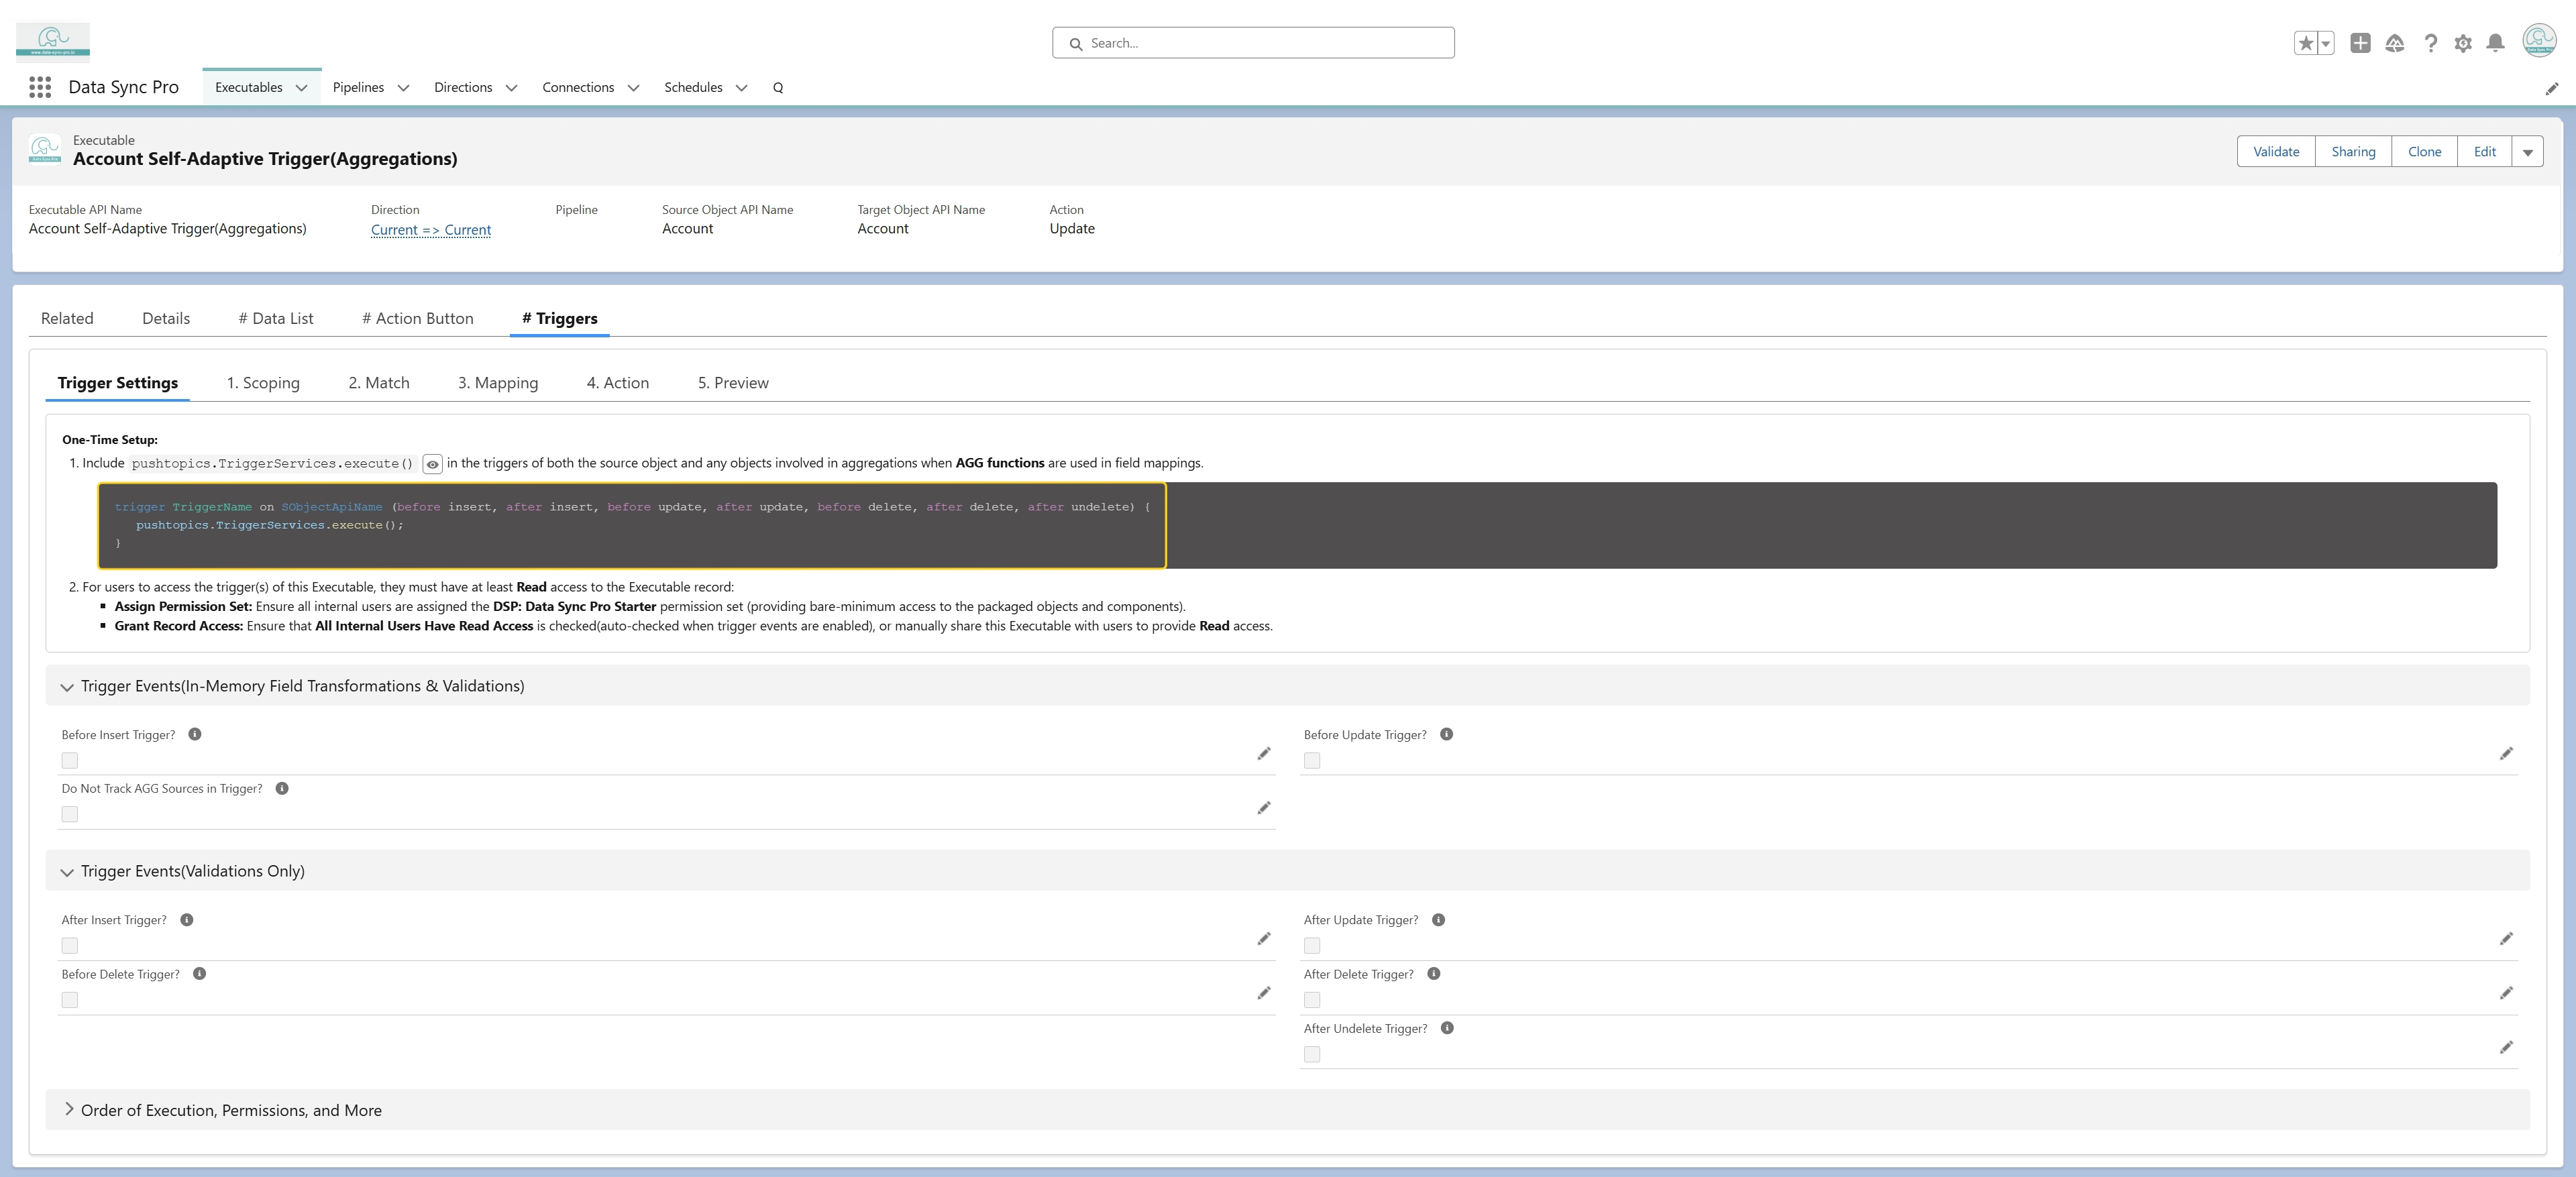 www.data-sync-pro.io
Search...
Data Sync Pro
Executables
Pipelines
Directions
Connections
Schedules
Q
Executable
Account Self-Adaptive Trigger(Aggregations)
Validate
Sharing
Clone
Edit
Executable API Name
Account Self-Adaptive Trigger(Aggregations)
Direction
Current => Current
Pipeline
Source Object API Name
Account
Target Object API Name
Account
Action
Update
Related
Details
# Data List
# Action Button
# Triggers
Trigger Settings
1. Scoping
2. Match
3. Mapping
4. Action
5. Preview
One-Time Setup:
1. Include pushtopics.TriggerServices.execute() in the triggers of both the source object and any objects involved in aggregations when AGG functions are used in field mappings.
trigger TriggerName on SObjectApiName (before insert, after insert, before update, after update, before delete, after delete, after undelete) {
pushtopics.TriggerServices.execute();
}
2. For users to access the trigger(s) of this Executable, they must have at least Read access to the Executable record:
▪ Assign Permission Set: Ensure all internal users are assigned the DSP: Data Sync Pro Starter permission set (providing bare-minimum access to the packaged objects and components).
▪ Grant Record Access: Ensure that All Internal Users Have Read Access is checked(auto-checked when trigger events are enabled), or manually share this Executable with users to provide Read access.
Trigger Events(In-Memory Field Transformations & Validations)
Before Insert Trigger?
Before Update Trigger?
Do Not Track AGG Sources in Trigger?
Trigger Events(Validations Only)
After Insert Trigger?
After Update Trigger?
Before Delete Trigger?
After Delete Trigger?
After Undelete Trigger?
Order of Execution, Permissions, and More